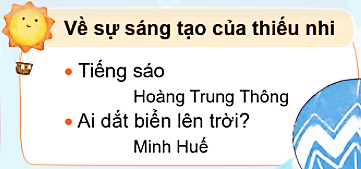 Về sự sáng tạo của thiếu nhi
• Tiếng sáo
Hoàng Trung Thông
• Ai dắt biển lên trời?
Minh Huế